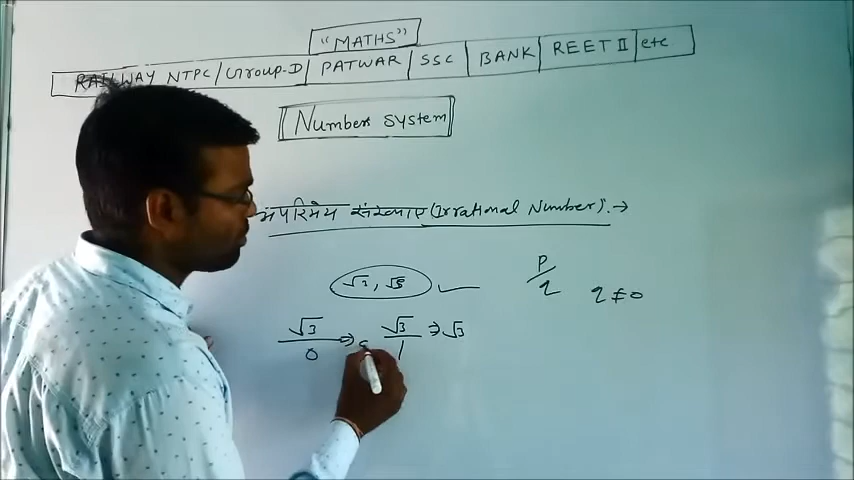 "MATHS"
RAILWAY NTPC/Group-D/ PATWAR SSC BANK REET II etc
Number system
अपरिमेय संख्याएं (Irrational Number) :→
√2, √5
P/q q≠0
√3/0 ⇒ √3/1 ⇒ √3